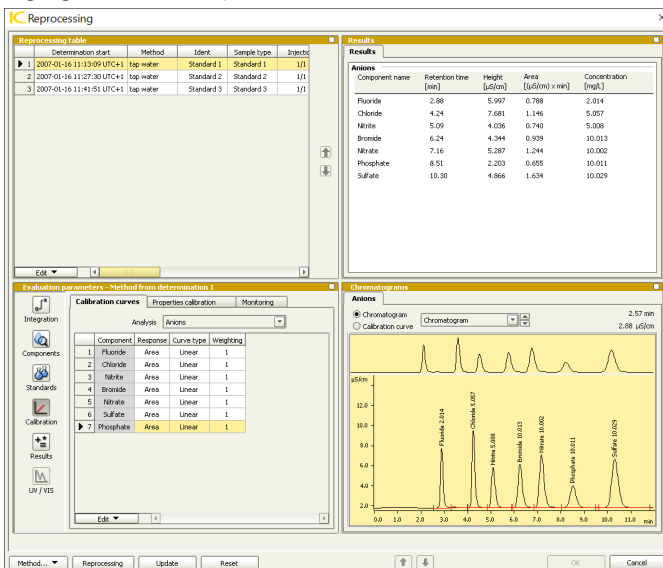 Reprocessing
Reprocessing table
Determination start Method Ident Sample type Injectic
1 2007-01-16 11:13:09 UTC+1 tap water Standard 1 Standard 1 1/1
2 2007-01-16 11:27:30 UTC+1 tap water Standard 2 Standard 2 1/1
3 2007-01-16 11:41:51 UTC+1 tap water Standard 3 Standard 3 1/1
Edit
Results
Results
Anions
Component name Retention time Height Area Concentration
[min] [µS/cm] [(µS/cm) x min] [mg/L]
Fluoride 2.88 5.997 0.788 2.014
Chloride 4.24 7.681 1.146 5.057
Nitrite 5.09 4.036 0.740 5.008
Bromide 6.24 4.344 0.939 10.013
Nitrate 7.16 5.287 1.244 10.002
Phosphate 8.51 2.203 0.655 10.011
Sulfate 10.30 4.866 1.634 10.029
Evaluation parameters - Method from determination 1
Integration
Components
Standards
Calibration
Results
UV / VIS
Calibration curves Properties calibration Monitoring
Analysis Anions
Component Response Curve type Weighting
1 Fluoride Area Linear 1
2 Chloride Area Linear 1
3 Nitrite Area Linear 1
4 Bromide Area Linear 1
5 Nitrate Area Linear 1
6 Sulfate Area Linear 1
7 Phosphate Area Linear 1
Edit
Chromatograms
Anions
Chromatogram Chromatogram 2.57 min
Calibration curve 2.88 µS/cm
µS/cm
12.0
10.0
8.0
6.0
4.0
2.0
Fluoride 2.014
Chloride 5.057
Nitrite 5.008
Bromide 10.013
Nitrate 10.002
Phosphate 10.011
Sulfate 10.029
0.0 1.0 2.0 3.0 4.0 5.0 6.0 7.0 8.0 9.0 10.0 11.0 min
Method... Reprocessing Update Reset OK Cancel